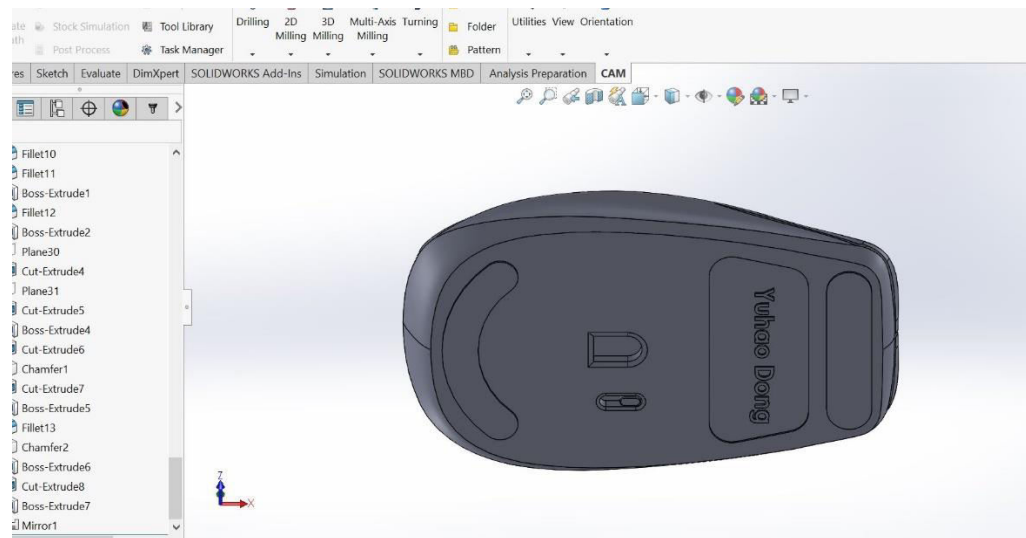 Stock Simulation
Tool Library
Drilling 2D Milling 3D Milling Multi-Axis Milling Turning
Folder
Utilities View Orientation
Post Process
Task Manager
Pattern
Sketch Evaluate DimXpert SOLIDWORKS Add-Ins Simulation SOLIDWORKS MBD Analysis Preparation CAM
Fillet10
Fillet11
Boss-Extrude1
Fillet12
Boss-Extrude2
Plane30
Cut-Extrude4
Plane31
Cut-Extrude5
Boss-Extrude4
Cut-Extrude6
Chamfer1
Cut-Extrude7
Boss-Extrude5
Fillet13
Chamfer2
Boss-Extrude6
Cut-Extrude8
Boss-Extrude7
Mirror1
Yuhao Dong
Z
X